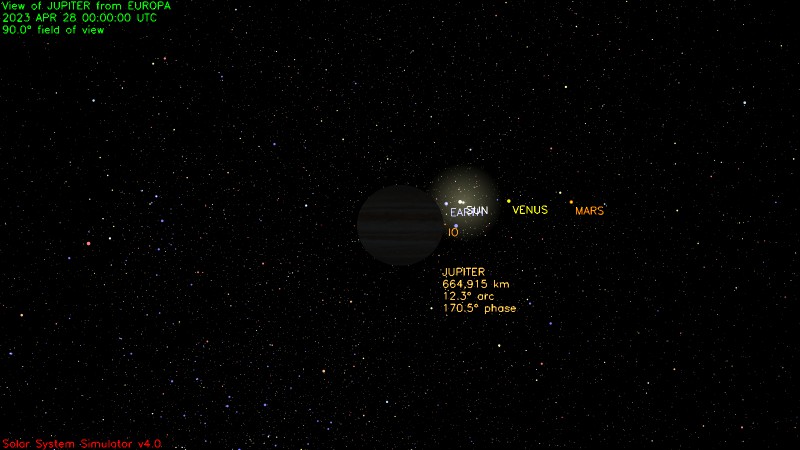 View of JUPITER from EUROPA
2023 APR 28 00:00:00 UTC
90.0° field of view
EARTH
SUN
VENUS
MARS
IO
JUPITER
664,915 km
12.3° arc
170.5° phase
Solar System Simulator v4.0